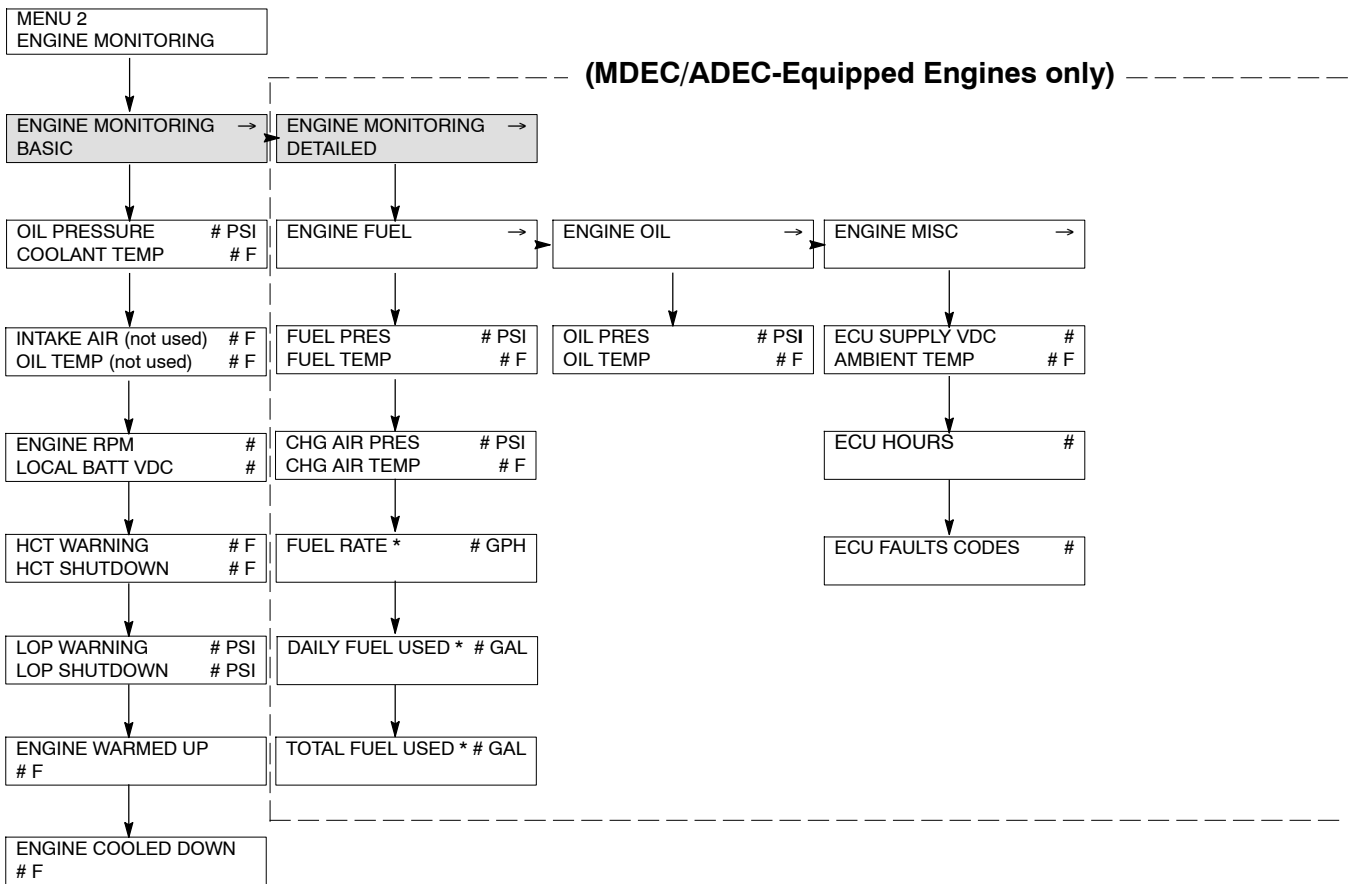 MENU 2
ENGINE MONITORING
(MDEC/ADEC-Equipped Engines only)
ENGINE MONITORING →
BASIC
ENGINE MONITORING →
DETAILED
OIL PRESSURE # PSI
COOLANT TEMP # F
ENGINE FUEL →
ENGINE OIL →
ENGINE MISC →
INTAKE AIR (not used) # F
OIL TEMP (not used) # F
FUEL PRES # PSI
FUEL TEMP # F
OIL PRES # PSI
OIL TEMP # F
ECU SUPPLY VDC #
AMBIENT TEMP # F
ENGINE RPM #
LOCAL BATT VDC #
CHG AIR PRES # PSI
CHG AIR TEMP # F
ECU HOURS #
HCT WARNING # F
HCT SHUTDOWN # F
FUEL RATE * # GPH
ECU FAULTS CODES #
LOP WARNING # PSI
LOP SHUTDOWN # PSI
DAILY FUEL USED * # GAL
ENGINE WARMED UP
# F
TOTAL FUEL USED * # GAL
ENGINE COOLED DOWN
# F